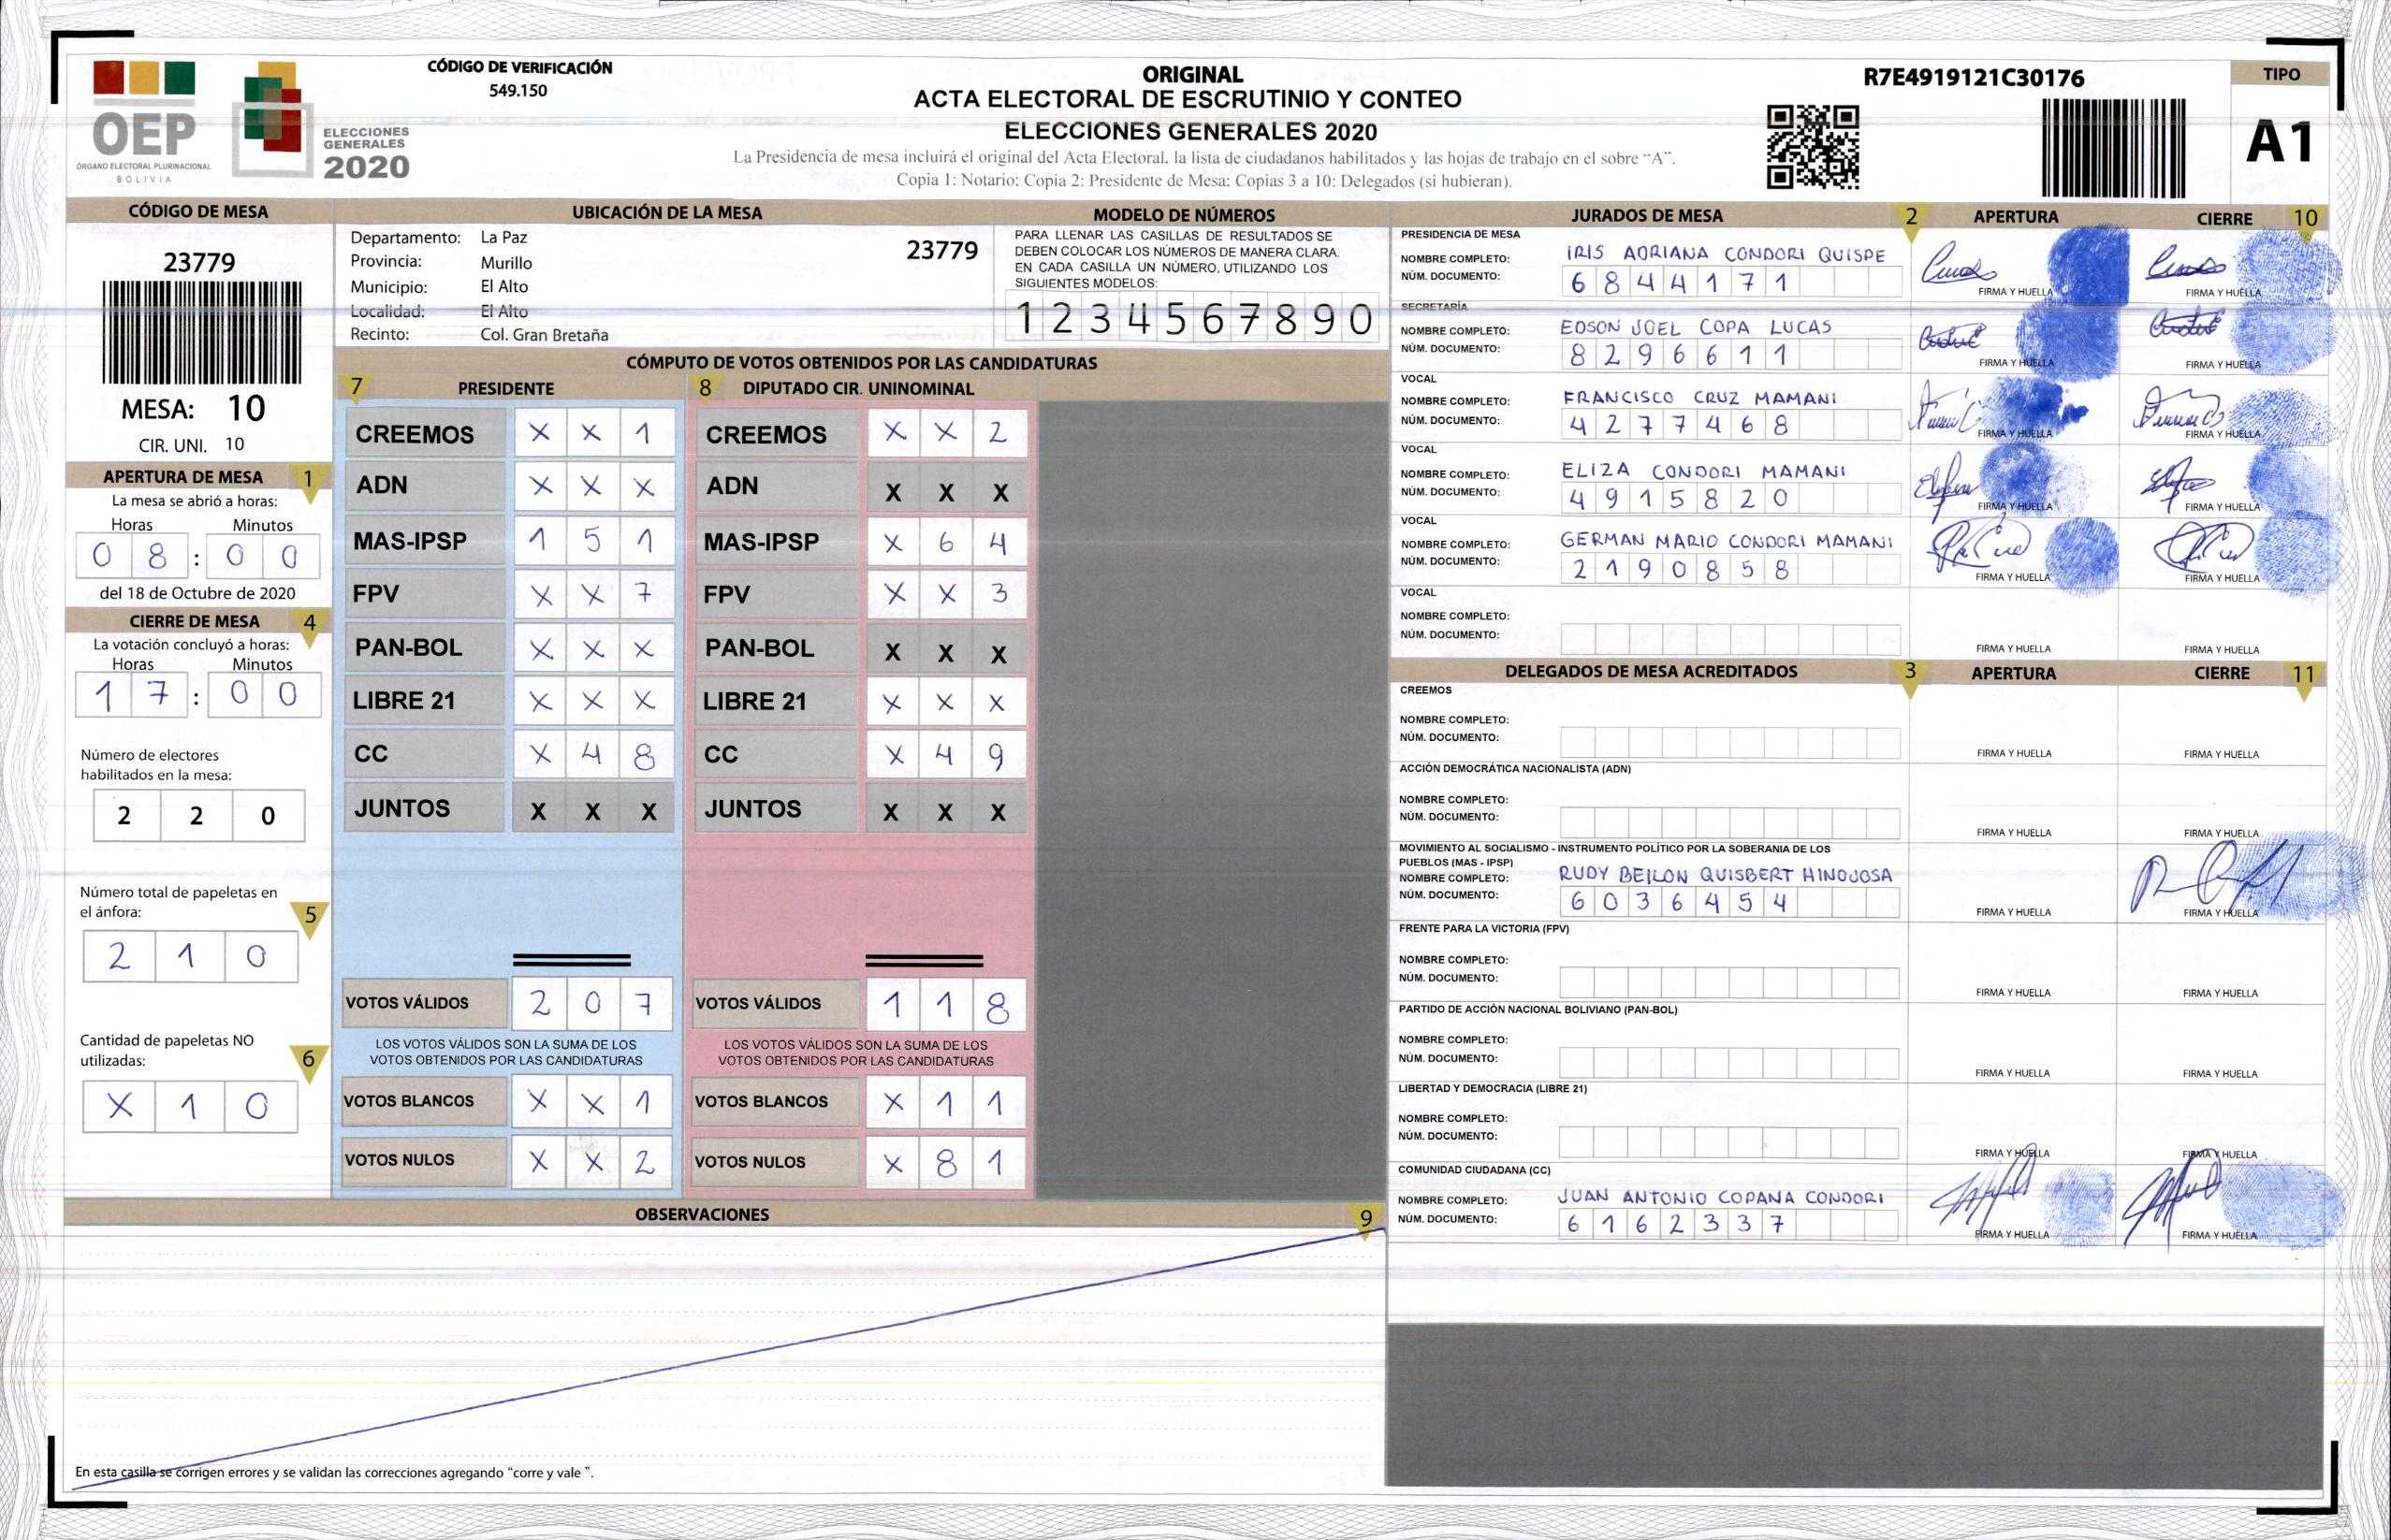 OEP
ÓRGANO ELECTORAL PLURINACIONAL
BOLIVIA
ELECCIONES
GENERALES
2020
CÓDIGO DE VERIFICACIÓN
549.150
ORIGINAL
ACTA ELECTORAL DE ESCRUTINIO Y CONTEO
ELECCIONES GENERALES 2020
La Presidencia de mesa incluirá el original del Acta Electoral, la lista de ciudadanos habilitados y las hojas de trabajo en el sobre "A".
Copia 1: Notario; Copia 2: Presidente de Mesa; Copias 3 a 10: Delegados (si hubieran).
R7E4919121C30176
TIPO
A1
CÓDIGO DE MESA
23779
MESA: 10
CIR. UNI. 10
APERTURA DE MESA 1
La mesa se abrió a horas:
Horas Minutos
0 8 : 0 0
del 18 de Octubre de 2020
CIERRE DE MESA 4
La votación concluyó a horas:
Horas Minutos
1 7 : 0 0
Número de electores
habilitados en la mesa:
2 2 0
Número total de papeletas en
el ánfora:
5
2 1 0
Cantidad de papeletas NO
utilizadas:
6
X 1 0
UBICACIÓN DE LA MESA
Departamento: La Paz
23779
Provincia: Murillo
Municipio: El Alto
Localidad: El Alto
Recinto: Col. Gran Bretaña
MODELO DE NÚMEROS
PARA LLENAR LAS CASILLAS DE RESULTADOS SE
DEBEN COLOCAR LOS NÚMEROS DE MANERA CLARA.
EN CADA CASILLA UN NÚMERO, UTILIZANDO LOS
SIGUIENTES MODELOS:
1 2 3 4 5 6 7 8 9 0
CÓMPUTO DE VOTOS OBTENIDOS POR LAS CANDIDATURAS
7 PRESIDENTE
CREEMOS X X 1
ADN X X X
MAS-IPSP 1 5 1
FPV X X 7
PAN-BOL X X X
LIBRE 21 X X X
CC X 4 8
JUNTOS X X X
VOTOS VÁLIDOS 2 0 7
LOS VOTOS VÁLIDOS SON LA SUMA DE LOS
VOTOS OBTENIDOS POR LAS CANDIDATURAS
VOTOS BLANCOS X X 1
VOTOS NULOS X X 2
8 DIPUTADO CIR. UNINOMINAL
CREEMOS X X 2
ADN X X X
MAS-IPSP X 6 4
FPV X X 3
PAN-BOL X X X
LIBRE 21 X X X
CC X 4 9
JUNTOS X X X
VOTOS VÁLIDOS 1 1 8
LOS VOTOS VÁLIDOS SON LA SUMA DE LOS
VOTOS OBTENIDOS POR LAS CANDIDATURAS
VOTOS BLANCOS X 1 1
VOTOS NULOS X 8 1
OBSERVACIONES 9
En esta casilla se corrigen errores y se validan las correcciones agregando "corre y vale ".
JURADOS DE MESA 2 APERTURA CIERRE 10
PRESIDENCIA DE MESA
NOMBRE COMPLETO: IRIS ADRIANA CONDORI QUISPE
NÚM. DOCUMENTO: 6 8 4 4 1 7 1
FIRMA Y HUELLA FIRMA Y HUELLA
SECRETARÍA
NOMBRE COMPLETO: EDSON JOEL COPA LUCAS
NÚM. DOCUMENTO: 8 2 9 6 6 1 1
FIRMA Y HUELLA FIRMA Y HUELLA
VOCAL
NOMBRE COMPLETO: FRANCISCO CRUZ MAMANI
NÚM. DOCUMENTO: 4 2 7 7 4 6 8
FIRMA Y HUELLA FIRMA Y HUELLA
VOCAL
NOMBRE COMPLETO: ELIZA CONDORI MAMANI
NÚM. DOCUMENTO: 4 9 1 5 8 2 0
FIRMA Y HUELLA FIRMA Y HUELLA
VOCAL
NOMBRE COMPLETO: GERMAN MARIO CONDORI MAMANI
NÚM. DOCUMENTO: 2 1 9 0 8 5 8
FIRMA Y HUELLA FIRMA Y HUELLA
VOCAL
NOMBRE COMPLETO:
NÚM. DOCUMENTO:
FIRMA Y HUELLA FIRMA Y HUELLA
DELEGADOS DE MESA ACREDITADOS 3 APERTURA CIERRE 11
CREEMOS
NOMBRE COMPLETO:
NÚM. DOCUMENTO:
FIRMA Y HUELLA FIRMA Y HUELLA
ACCIÓN DEMOCRÁTICA NACIONALISTA (ADN)
NOMBRE COMPLETO:
NÚM. DOCUMENTO:
FIRMA Y HUELLA FIRMA Y HUELLA
MOVIMIENTO AL SOCIALISMO - INSTRUMENTO POLÍTICO POR LA SOBERANIA DE LOS
PUEBLOS (MAS - IPSP)
NOMBRE COMPLETO: RUDY BEILON QUISBERT HINOJOSA
NÚM. DOCUMENTO: 6 0 3 6 4 5 4
FIRMA Y HUELLA FIRMA Y HUELLA
FRENTE PARA LA VICTORIA (FPV)
NOMBRE COMPLETO:
NÚM. DOCUMENTO:
FIRMA Y HUELLA FIRMA Y HUELLA
PARTIDO DE ACCIÓN NACIONAL BOLIVIANO (PAN-BOL)
NOMBRE COMPLETO:
NÚM. DOCUMENTO:
FIRMA Y HUELLA FIRMA Y HUELLA
LIBERTAD Y DEMOCRACIA (LIBRE 21)
NOMBRE COMPLETO:
NÚM. DOCUMENTO:
FIRMA Y HUELLA FIRMA Y HUELLA
COMUNIDAD CIUDADANA (CC)
NOMBRE COMPLETO: JUAN ANTONIO COPANA CONDORI
NÚM. DOCUMENTO: 6 1 6 2 3 3 7
FIRMA Y HUELLA FIRMA Y HUELLA